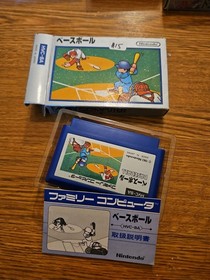 ベースボール
#15
Nintendo
ベースボール
ファミリー コンピュータ
ベースボール
〈HVC-BA〉
取扱説明書
Nintendo